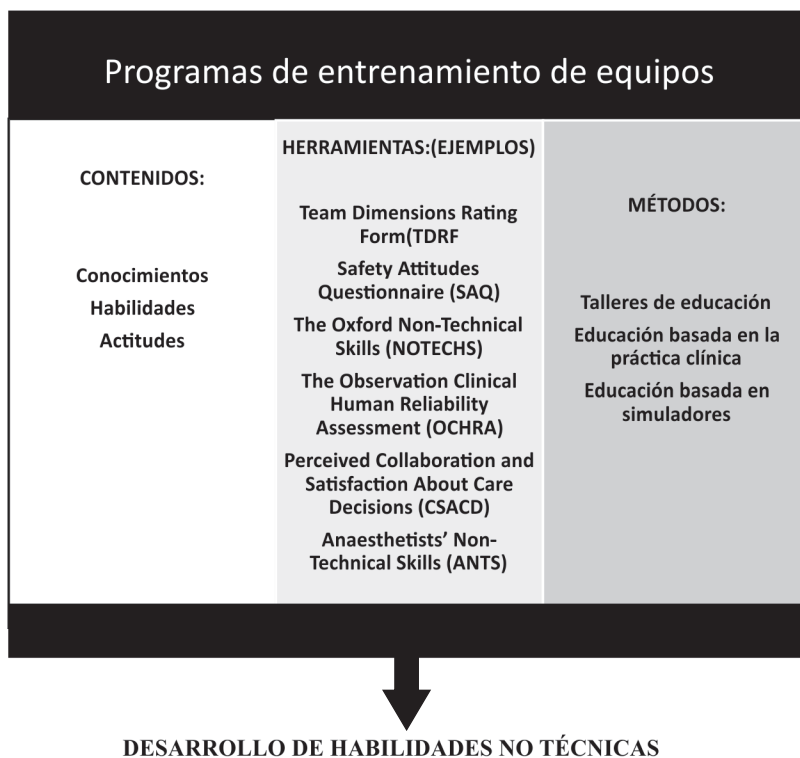 Programas de entrenamiento de equipos
CONTENIDOS:
Conocimientos
Habilidades
Actitudes
HERRAMIENTAS:(EJEMPLOS)
Team Dimensions Rating
Form(TDRF
Safety Attitudes
Questionnaire (SAQ)
The Oxford Non-Technical
Skills (NOTECHS)
The Observation Clinical
Human Reliability
Assessment (OCHRA)
Perceived Collaboration and
Satisfaction About Care
Decisions (CSACD)
Anaesthetists’ Non-
Technical Skills (ANTS)
MÉTODOS:
Talleres de educación
Educación basada en la
práctica clínica
Educación basada en
simuladores
DESARROLLO DE HABILIDADES NO TÉCNICAS